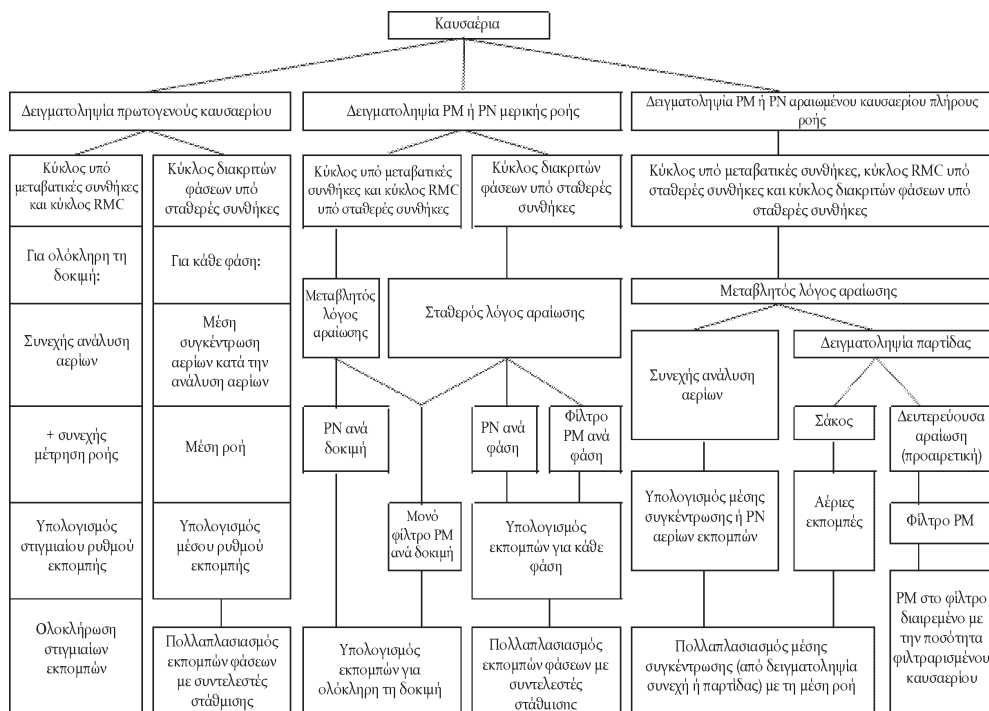 Καυσαέρια
Δειγματοληψία πρωτογενούς καυσαερίου
Δειγματοληψία PM ή PN μερικής ροής
Δειγματοληψία PM ή PN αραιωμένου καυσαερίου πλήρους
ροής
Κύκλος υπό
μεταβατικές συνθήκες
και κύκλος RMC
Κύκλος διακριτών
φάσεων υπό
σταθερές συνθήκες
Κύκλος υπό μεταβατικές
συνθήκες και κύκλος RMC
υπό σταθερές συνθήκες
Κύκλος διακριτών
φάσεων υπό σταθερές
συνθήκες
Κύκλος υπό μεταβατικές συνθήκες, κύκλος RMC υπό
σταθερές συνθήκες και κύκλος διακριτών φάσεων υπό
σταθερές συνθήκες
Για ολόκληρη τη
δοκιμή:
Για κάθε φάση:
Μεταβλητός
λόγος
αραίωσης
Σταθερός λόγος αραίωσης
Μεταβλητός λόγος αραίωσης
Συνεχής ανάλυση
αερίων
Μέση
συγκέντρωση
αερίων κατά την
ανάλυση αερίων
Συνεχής ανάλυση
αερίων
Δειγματοληψία παρτίδας
+ συνεχής
μέτρηση ροής
Μέση ροή
PN ανά
δοκιμή
PN ανά
φάση
Φίλτρο
PM ανά
φάση
Σάκος
Δευτερεύουσα
αραίωση
(προαιρετική)
Υπολογισμός
στιγμιαίου ρυθμού
εκπομπής
Υπολογισμός
μέσου ρυθμού
εκπομπής
Μονό
φίλτρο PM
ανά δοκιμή
Υπολογισμός
εκπομπών για κάθε
φάση
Υπολογισμός μέσης
συγκέντρωσης ή PN
αερίων εκπομπών
Αέριες
εκπομπές
Φίλτρο PM
Ολοκλήρωση
στιγμιαίων
εκπομπών
Πολλαπλασιασμός
εκπομπών φάσεων
με συντελεστές
στάθμισης
Υπολογισμός
εκπομπών για
ολόκληρη τη δοκιμή
Πολλαπλασιασμός
εκπομπών φάσεων με
συντελεστές
στάθμισης
Πολλαπλασιασμός μέσης
συγκέντρωσης (από δειγματοληψία
συνεχή ή παρτίδας) με τη μέση ροή
PM στο φίλτρο
διαιρεμένο με
την ποσότητα
φιλτραρισμένου
καυσαερίου